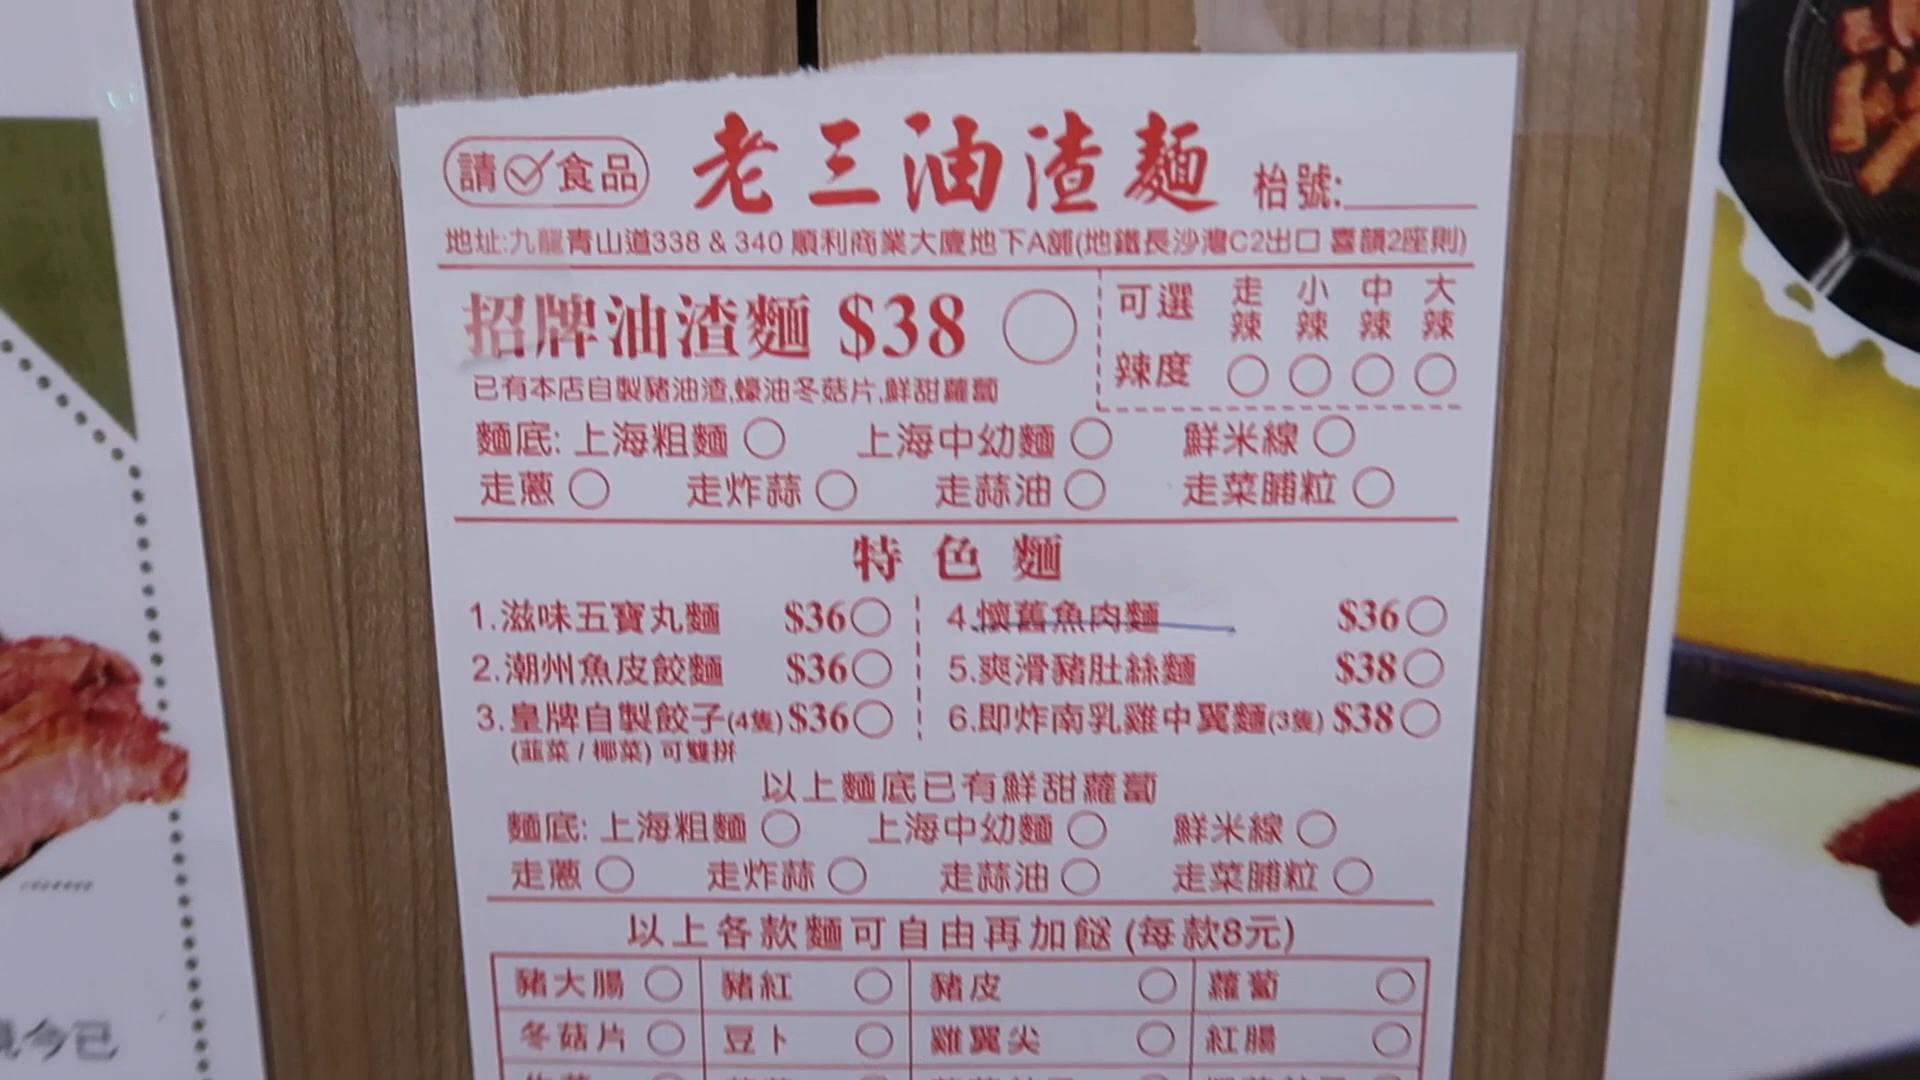 請 食品 老三油渣麵 枱號:
地址:九龍青山道338 & 340 順利商業大廈地下A舖(地鐵長沙灣C2出口 喜韻2座則)
招牌油渣麵 $38
可選辣度 走辣 小辣 中辣 大辣
已有本店自製豬油渣,蠔油冬菇片,鮮甜蘿蔔
麵底: 上海粗麵 上海中幼麵 鮮米線
走蔥 走炸蒜 走蒜油 走菜脯粒
特色麵
1.滋味五寶丸麵 $36 4.懷舊魚肉麵 $36
2.潮州魚皮餃麵 $36 5.爽滑豬肚絲麵 $38
3.皇牌自製餃子(4隻) $36 6.即炸南乳雞中翼麵(3隻) $38
(韮菜 / 椰菜) 可雙拼
以上麵底已有鮮甜蘿蔔
麵底: 上海粗麵 上海中幼麵 鮮米線
走蔥 走炸蒜 走蒜油 走菜脯粒
以上各款麵可自由再加餸 (每款8元)
豬大腸 豬紅 豬皮 蘿蔔
冬菇片 豆卜 雞翼尖 紅腸
今已